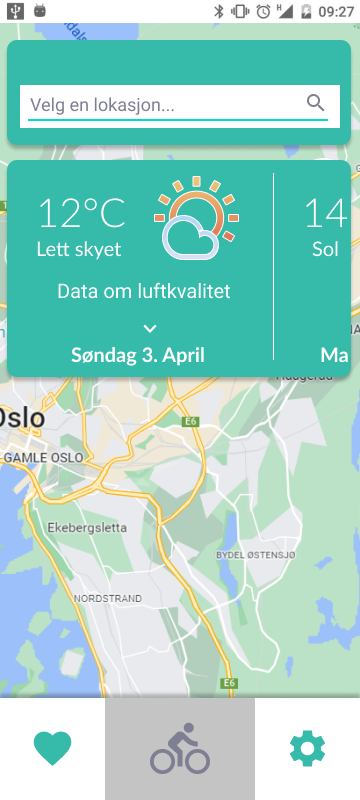 H
09:27
Velg en lokasjon...
12°C
14
Lett skyet
Sol
Data om luftkvalitet
Søndag 3. April
Ma
Oslo
E6
GAMLE OSLO
Ekebergsletta
BYDEL ØSTENSJØ
NORDSTRAND
E6